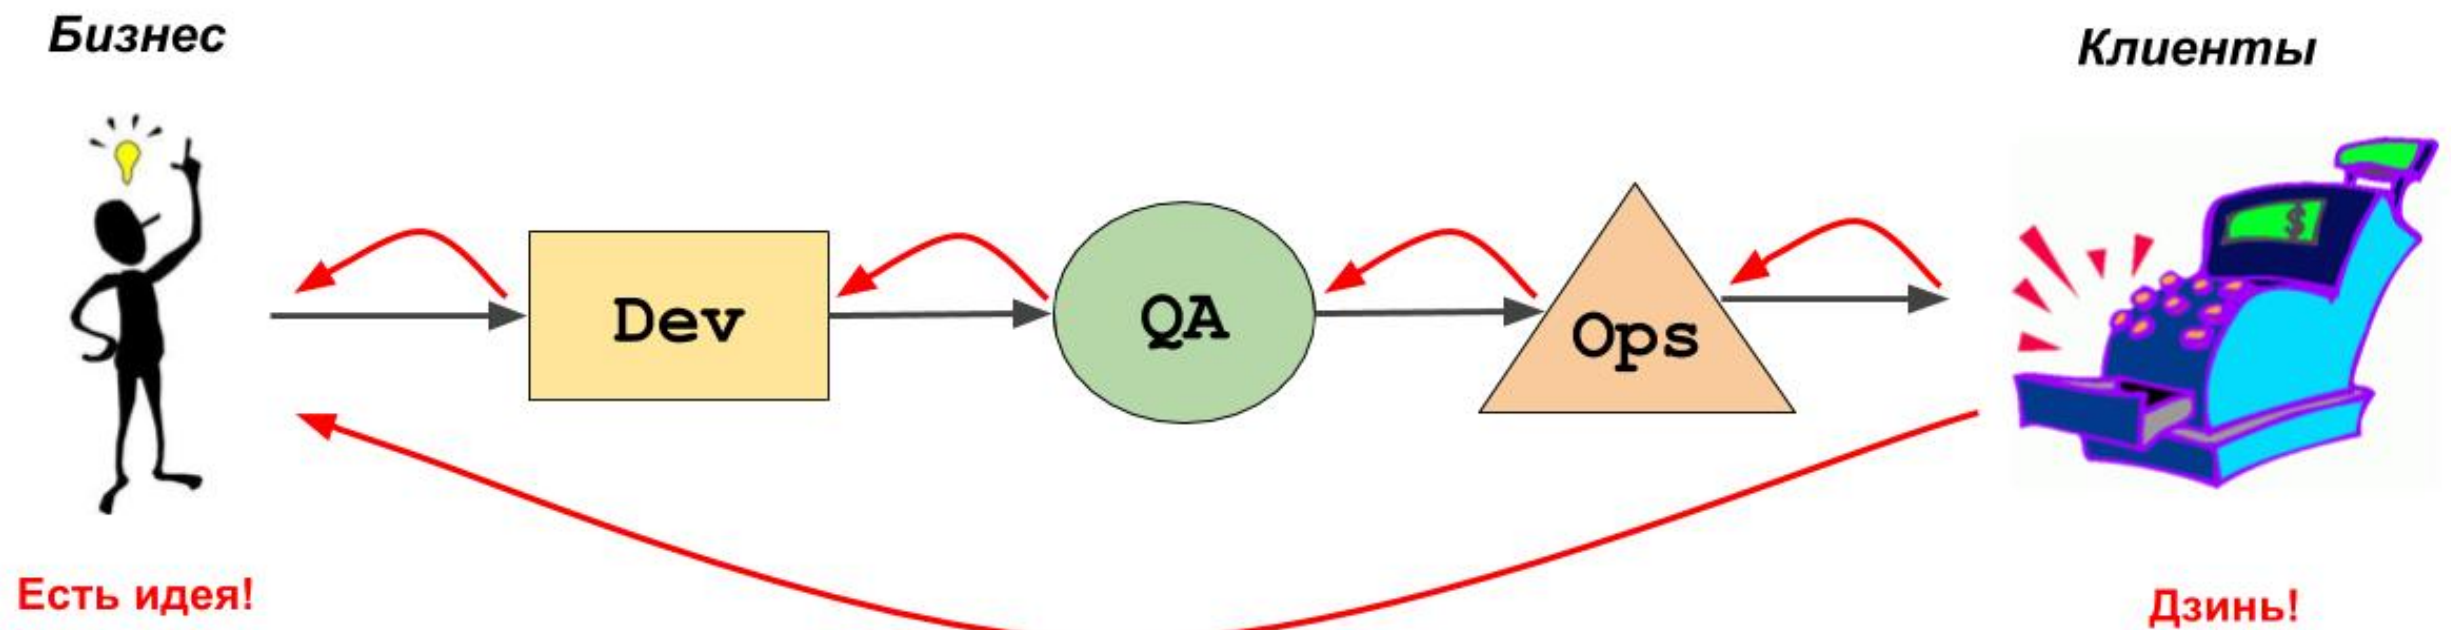 Бизнес
Клиенты
Dev
QA
Ops
$
Есть идея!
Дзинь!